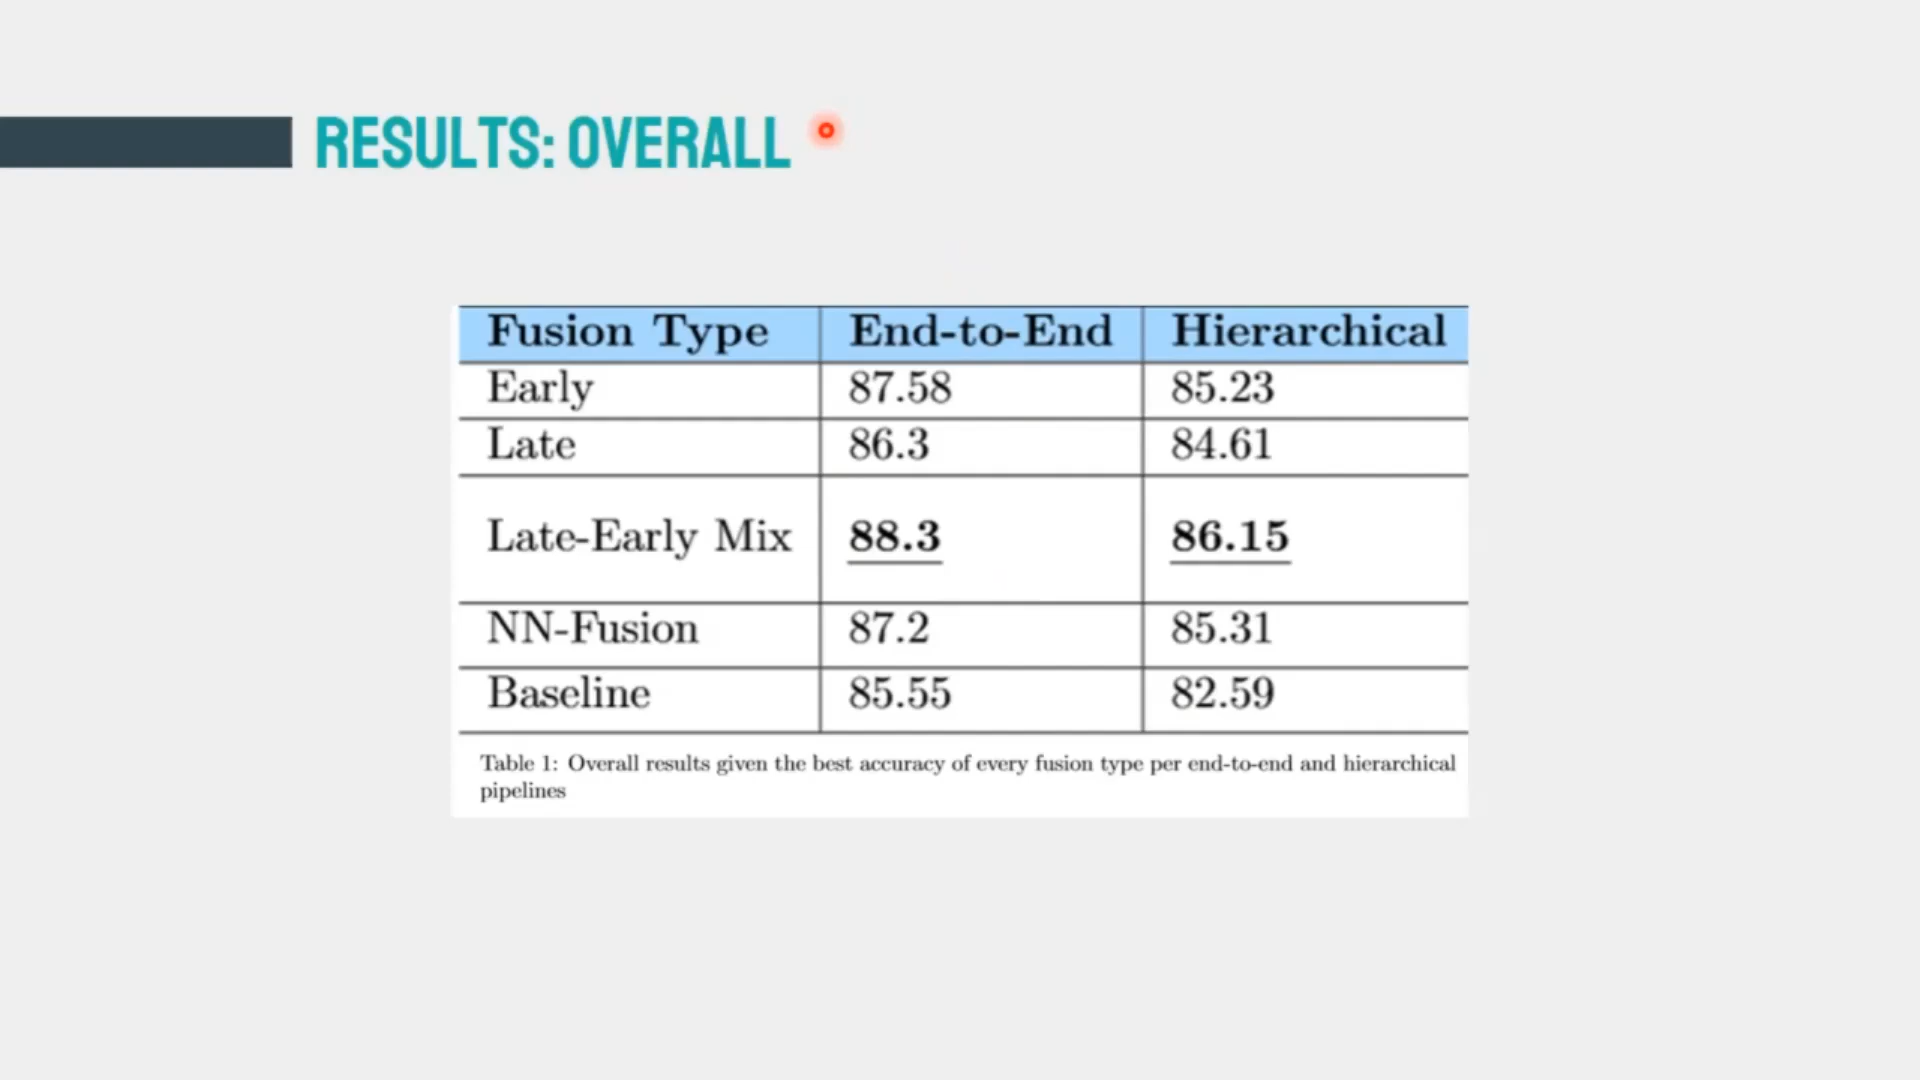 RESULTS: OVERALL
Fusion Type End-to-End Hierarchical
Early 87.58 85.23
Late 86.3 84.61
Late-Early Mix 88.3 86.15
NN-Fusion 87.2 85.31
Baseline 85.55 82.59
Table 1: Overall results given the best accuracy of every fusion type per end-to-end and hierarchical
pipelines